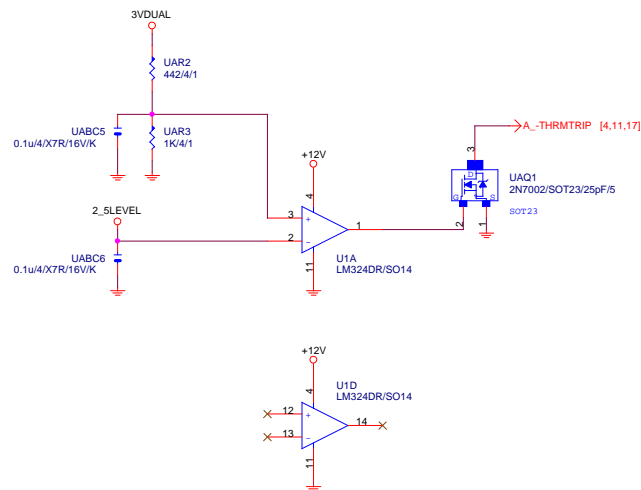 3VDUAL
UAR2
442/4/1
UABC5
0.1u/4/X7R/16V/K
UAR3
1K/4/1
A_-THRMTRIP [4,11,17]
3
+12V
D
G
S
UAQ1
2N7002/SOT23/25pF/5
SOT23
4
2_5LEVEL
3
+
1
2
1
2
−
UABC6
0.1u/4/X7R/16V/K
11
U1A
LM324DR/SO14
+12V
4
U1D
LM324DR/SO14
12
+
14
13
−
11